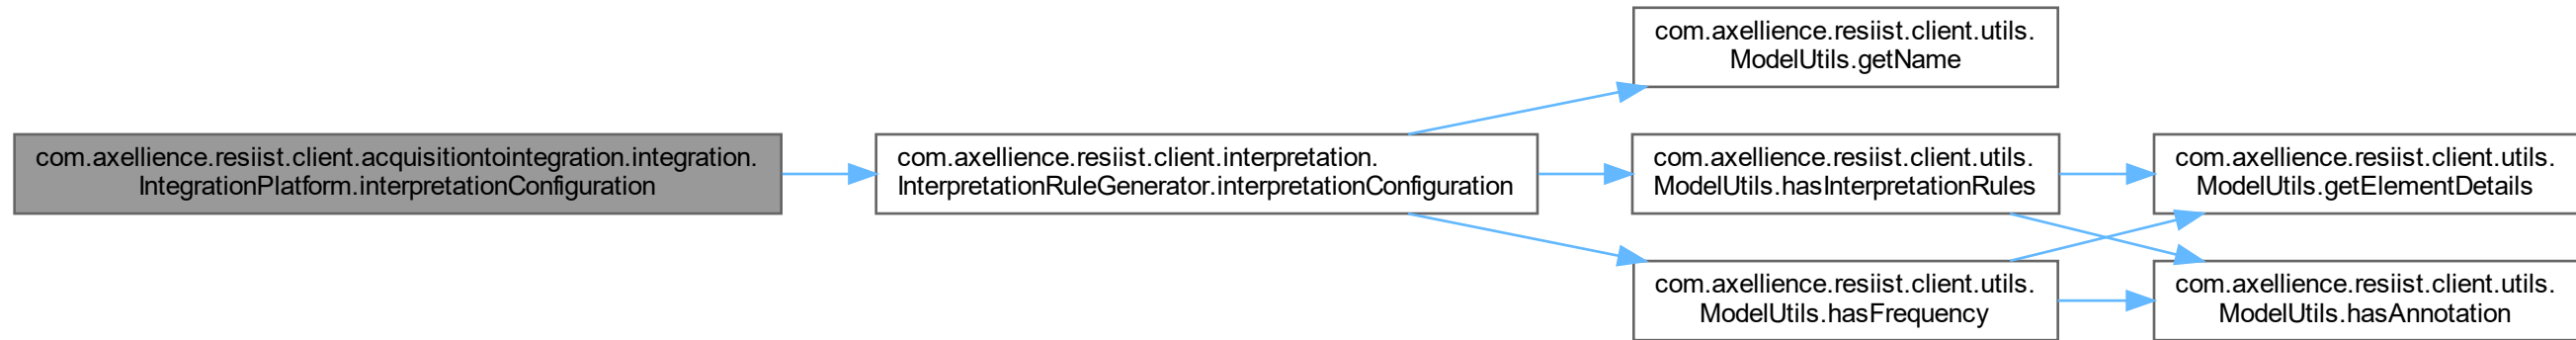 com.axellience.resiist.client.acquisitiontointegration.integration.
IntegrationPlatform.interpretationConfiguration
com.axellience.resiist.client.interpretation.
InterpretationRuleGenerator.interpretationConfiguration
com.axellience.resiist.client.utils.
ModelUtils.getName
com.axellience.resiist.client.utils.
ModelUtils.hasInterpretationRules
com.axellience.resiist.client.utils.
ModelUtils.hasFrequency
com.axellience.resiist.client.utils.
ModelUtils.getElementDetails
com.axellience.resiist.client.utils.
ModelUtils.hasAnnotation